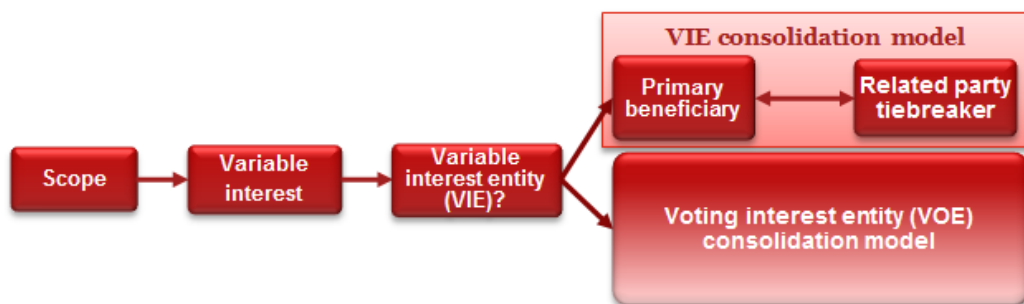 VIE consolidation model
Primary
beneficiary
Related party
tiebreaker
Scope
Variable
interest
Variable
interest entity
(VIE)?
Voting interest entity (VOE)
consolidation model